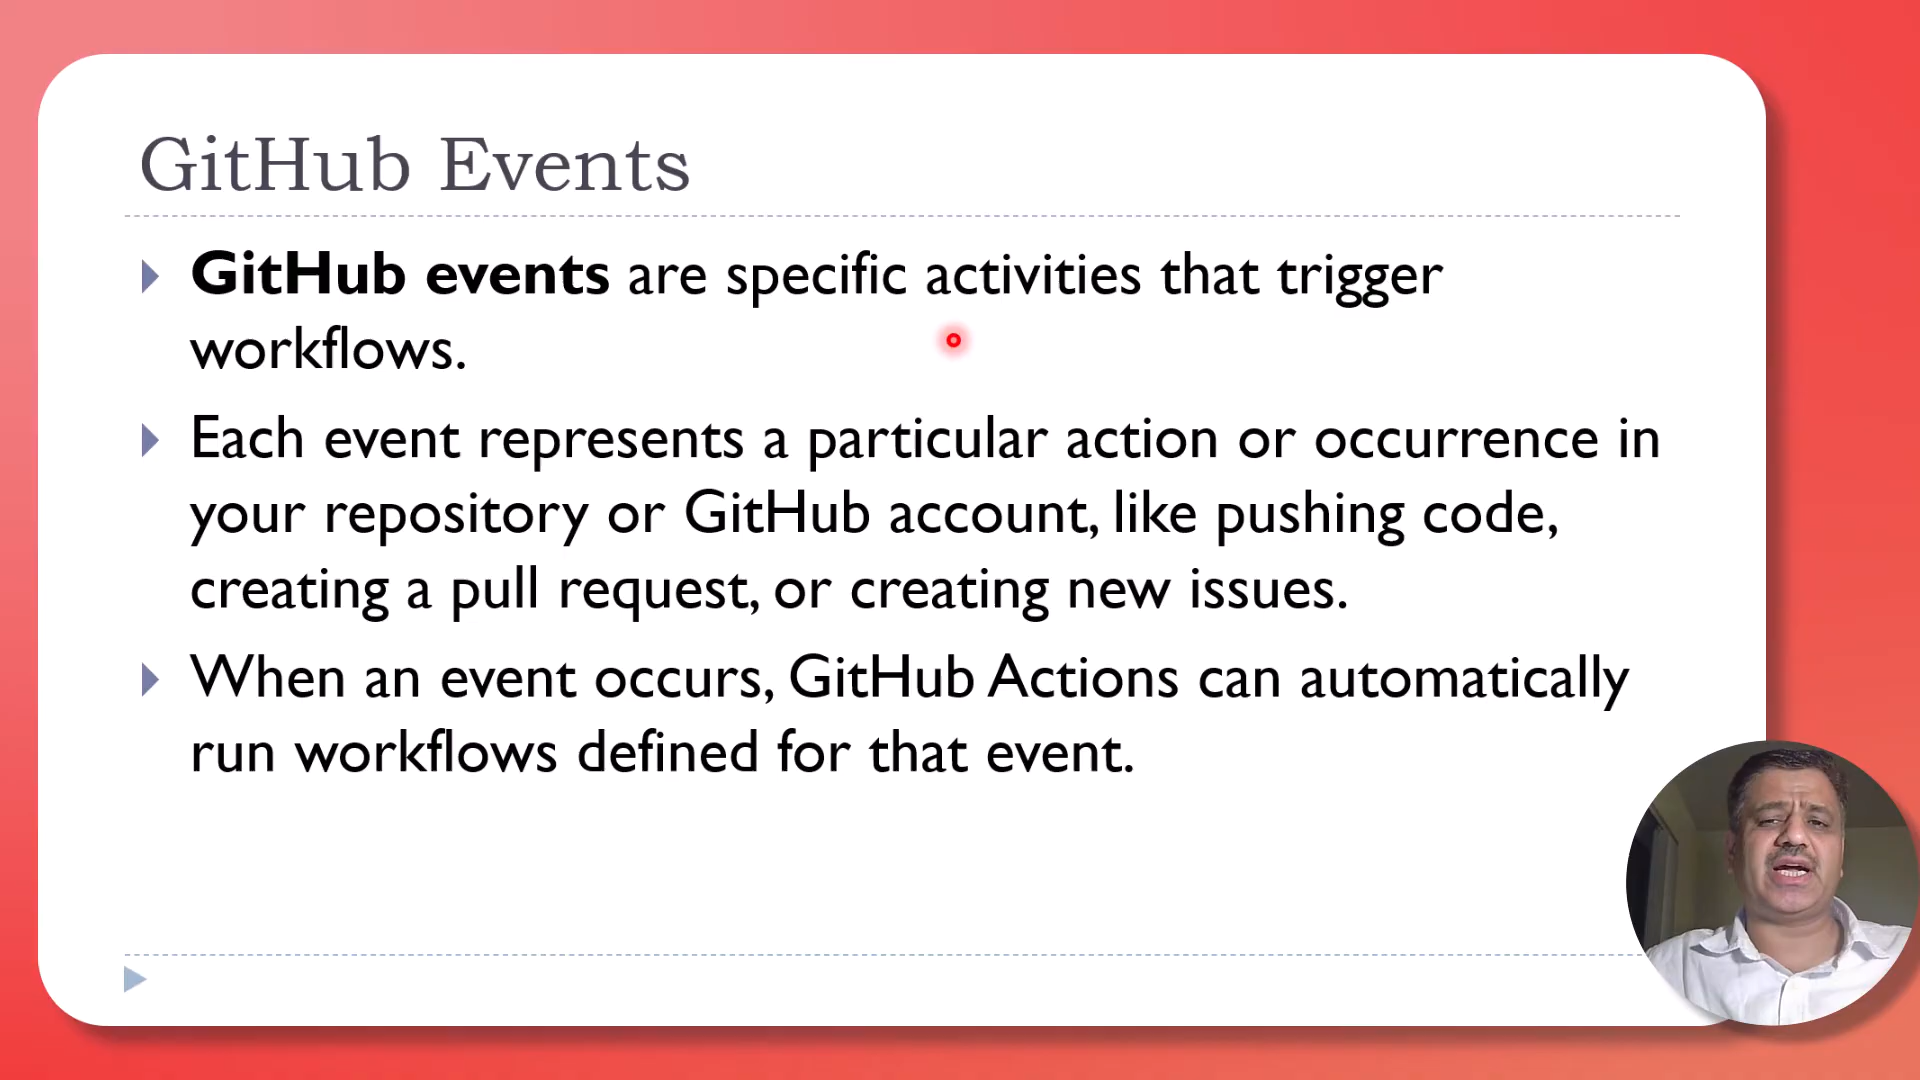 GitHub Events
GitHub events are specific activities that trigger
workflows.
Each event represents a particular action or occurrence in
your repository or GitHub account, like pushing code,
creating a pull request, or creating new issues.
When an event occurs, GitHub Actions can automatically
run workflows defined for that event.